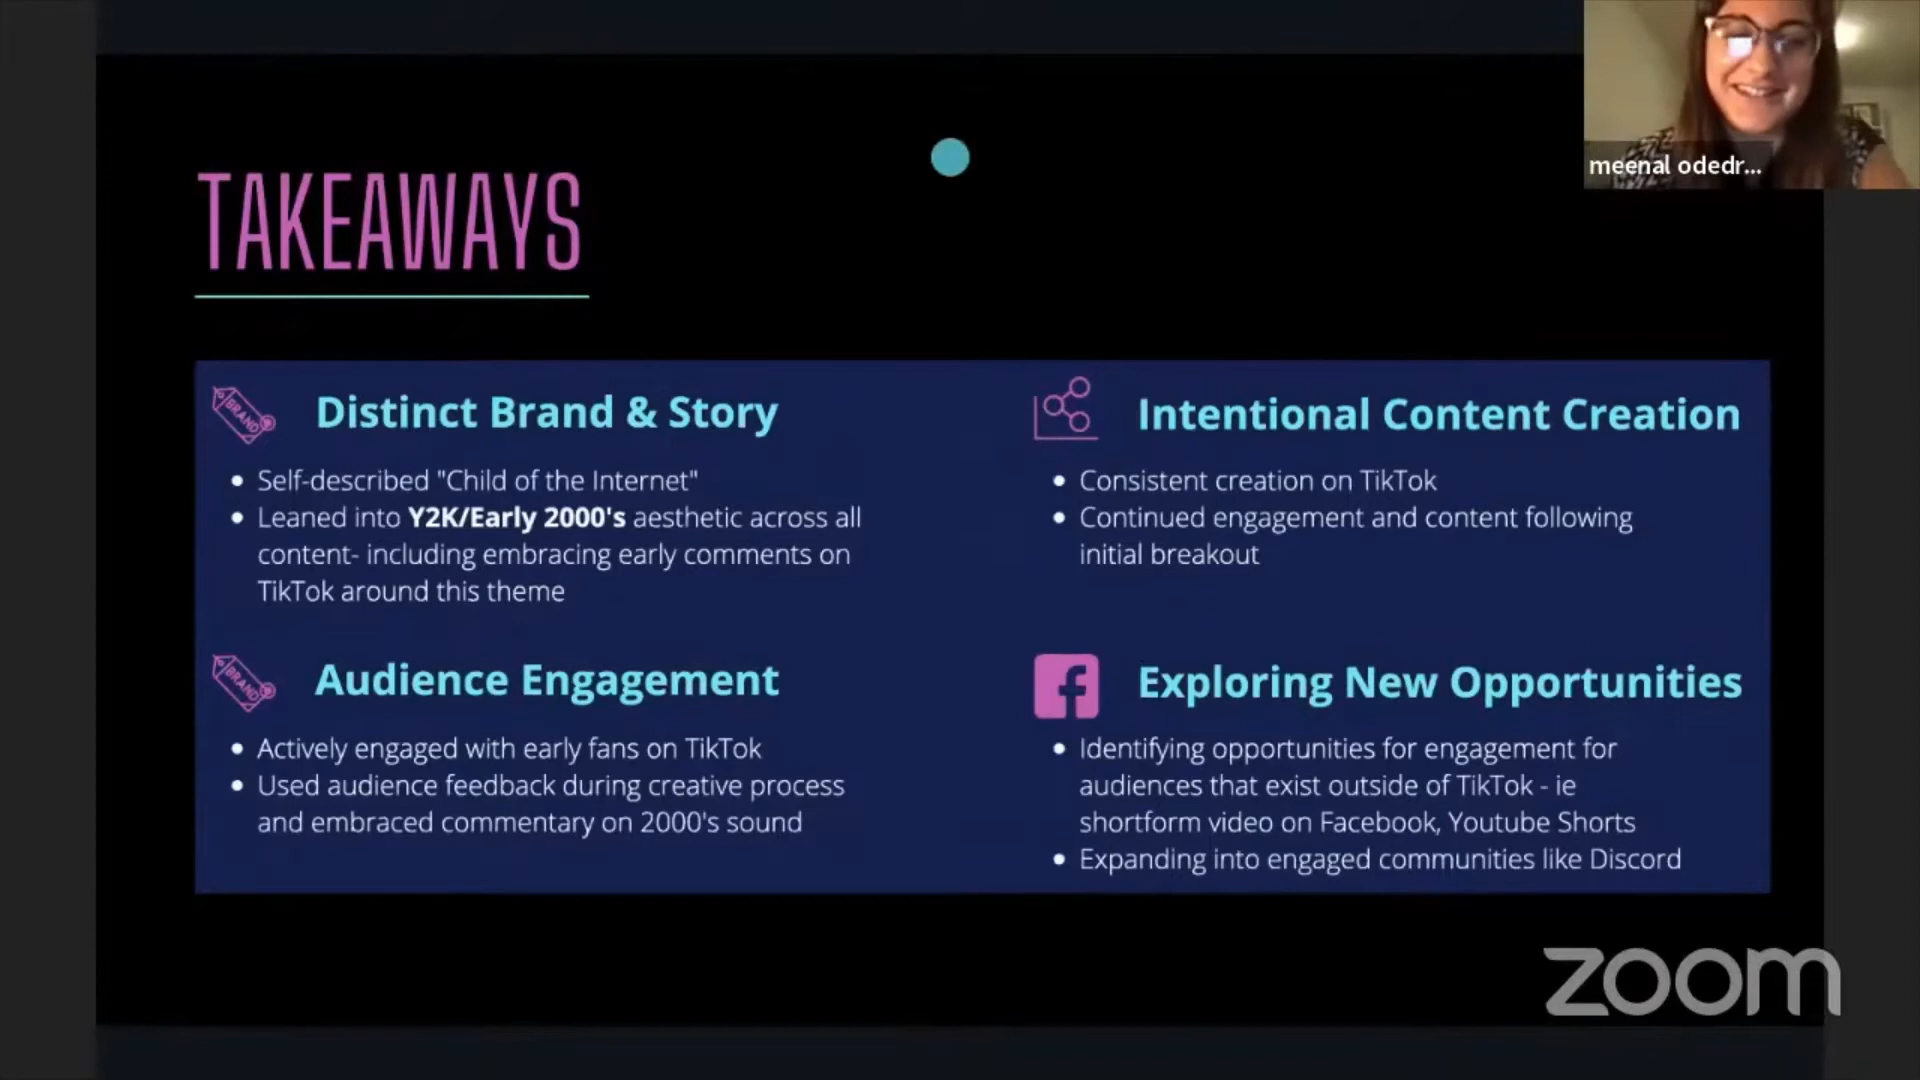 meenal odedr...
TAKEAWAYS
BRAND
Distinct Brand & Story
Self-described "Child of the Internet"
Leaned into Y2K/Early 2000's aesthetic across all
content- including embracing early comments on
TikTok around this theme
Intentional Content Creation
Consistent creation on TikTok
Continued engagement and content following
initial breakout
BRAND
Audience Engagement
Actively engaged with early fans on TikTok
Used audience feedback during creative process
and embraced commentary on 2000's sound
f
Exploring New Opportunities
Identifying opportunities for engagement for
audiences that exist outside of TikTok - ie
shortform video on Facebook, Youtube Shorts
Expanding into engaged communities like Discord
zoom